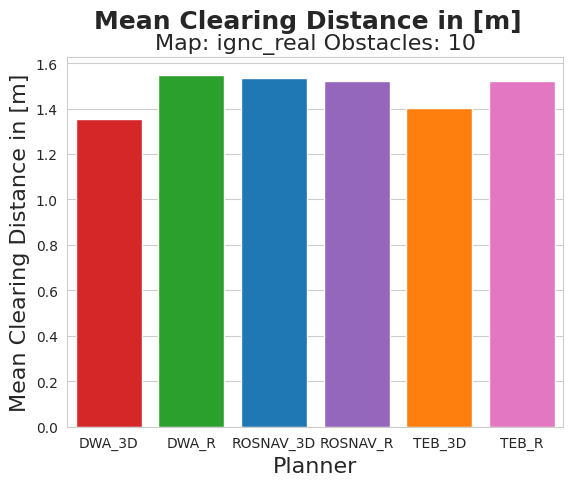 Mean Clearing Distance in [m]
Map: ignc_real Obstacles: 10
Mean Clearing Distance in [m]
1.6
1.4
1.2
1.0
0.8
0.6
0.4
0.2
0.0
DWA_3D DWA_R ROSNAV_3D ROSNAV_R TEB_3D TEB_R
Planner